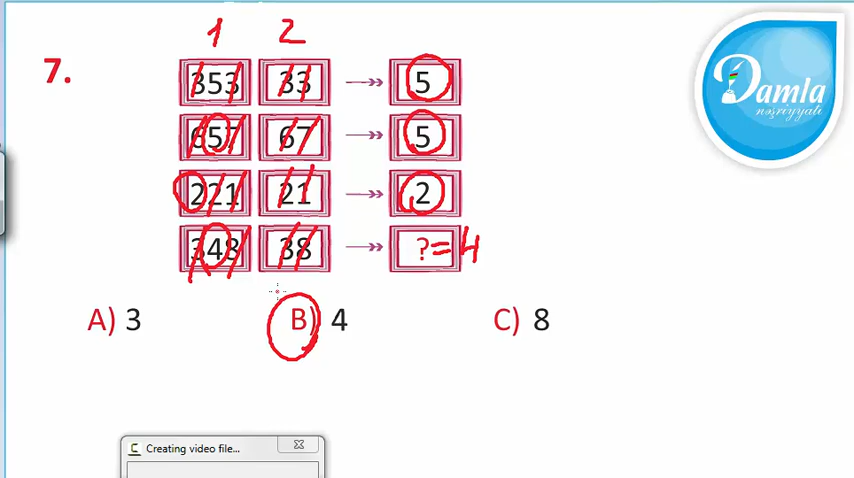 1 2
7. 353 33 5
657 67 5
221 21 2
348 38 ? = 4
A) 3 B) 4 C) 8
Damla
nəşriyyatı
Creating video file...